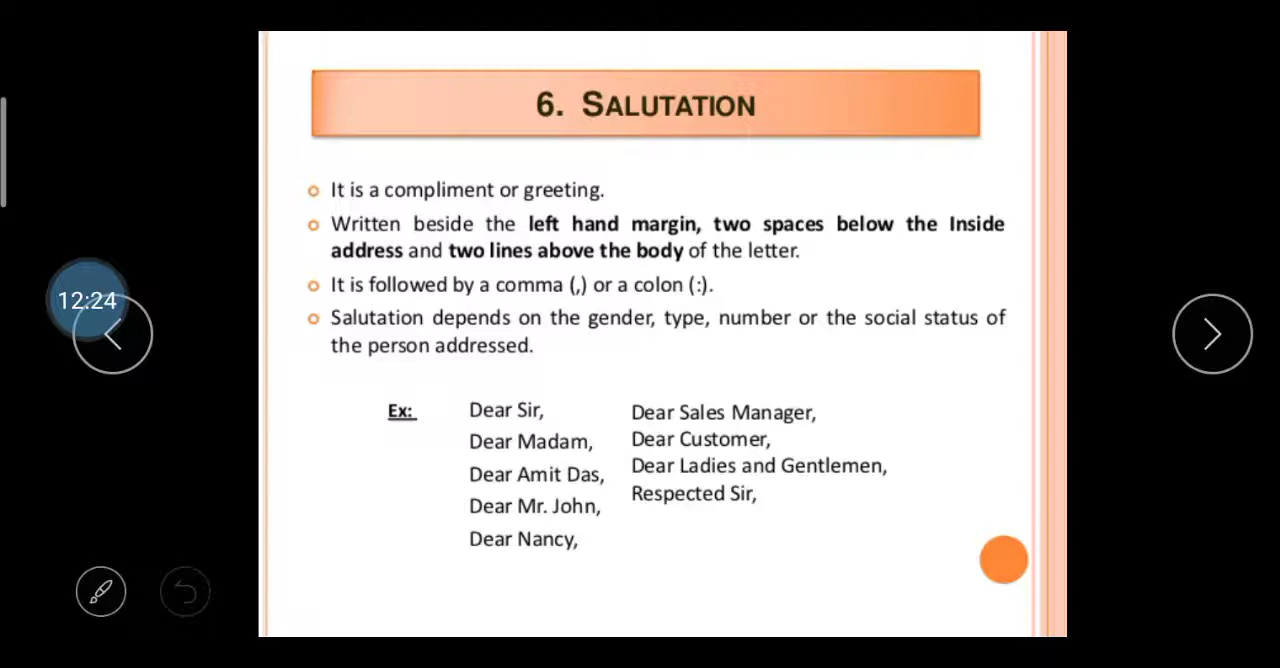 6. SALUTATION
It is a compliment or greeting.
Written beside the left hand margin, two spaces below the Inside
address and two lines above the body of the letter.
It is followed by a comma (,) or a colon (:).
12:24
Salutation depends on the gender, type, number or the social status of
the person addressed.
Ex:
Dear Sir,
Dear Madam,
Dear Amit Das,
Dear Mr. John,
Dear Nancy,
Dear Sales Manager,
Dear Customer,
Dear Ladies and Gentlemen,
Respected Sir,